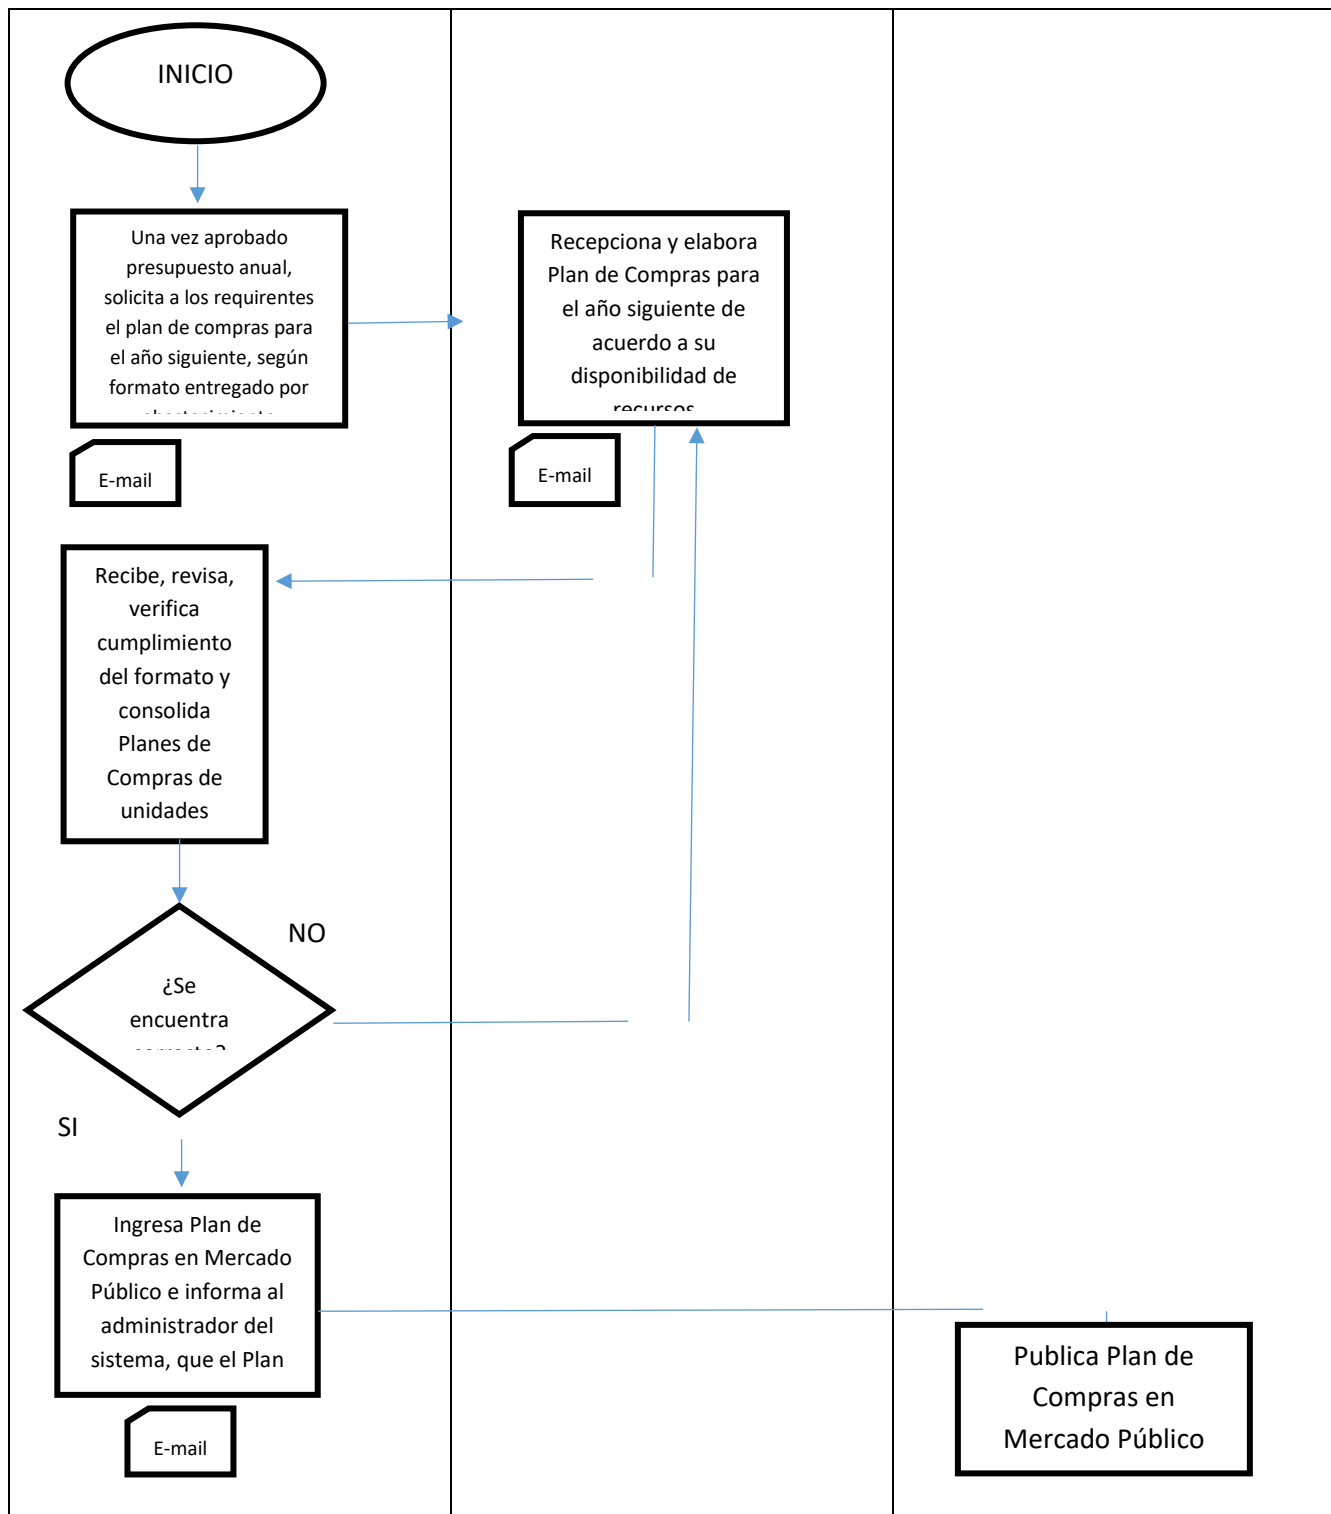 INICIO
Una vez aprobado
presupuesto anual,
solicita a los requirentes
el plan de compras para
el año siguiente, según
formato entregado por
E-mail
Recepciona y elabora
Plan de Compras para
el año siguiente de
acuerdo a su
disponibilidad de
recursos
E-mail
Recibe, revisa,
verifica
cumplimiento
del formato y
consolida
Planes de
Compras de
unidades
NO
¿Se
encuentra
correcto?
SI
Ingresa Plan de
Compras en Mercado
Público e informa al
administrador del
sistema, que el Plan
E-mail
Publica Plan de
Compras en
Mercado Público